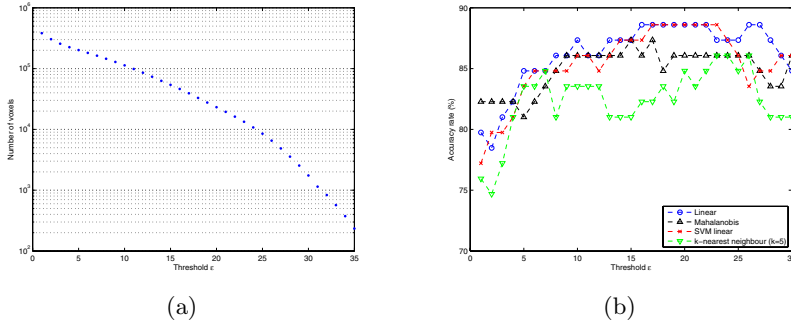 10^6
10^5
10^4
10^3
10^2
Number of voxels
0 5 10 15 20 25 30 35
Threshold ε
(a)
90
85
80
75
70
Accuracy rate (%)
0 5 10 15 20 25 30
Threshold ε
Linear
Mahalanobis
SVM linear
k−nearest neighbour (k=5)
(b)